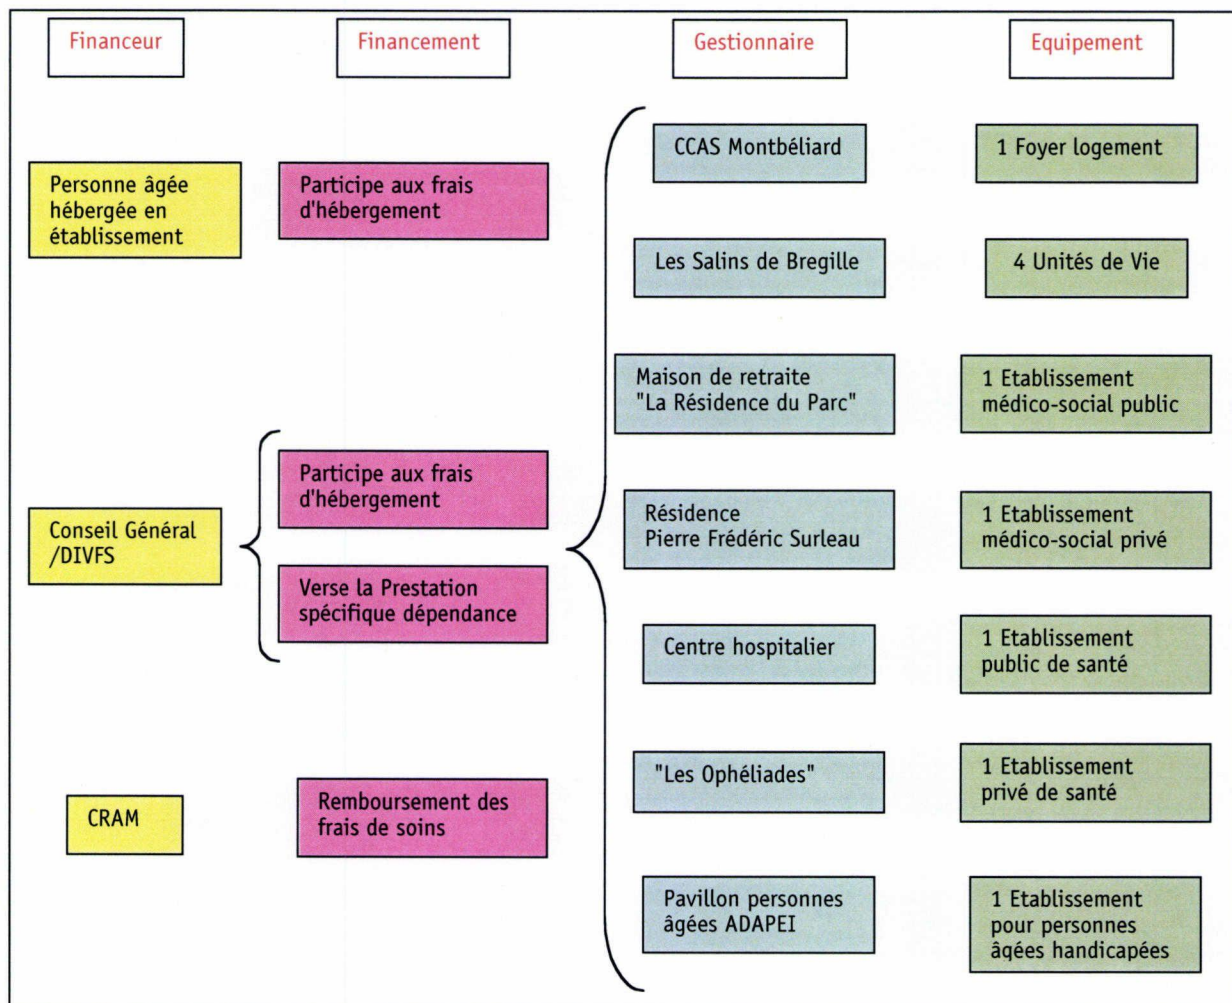 Financeur
Financement
Gestionnaire
Equipement
Personne âgée
hébergée en
établissement
Participe aux frais
d'hébergement
Conseil Général
/DIVFS
Participe aux frais
d'hébergement
Verse la Prestation
spécifique dépendance
CRAM
Remboursement des
frais de soins
CCAS Montbéliard
1 Foyer logement
Les Salins de Bregille
4 Unités de Vie
Maison de retraite
"La Résidence du Parc"
1 Etablissement
médico-social public
Résidence
Pierre Frédéric Surleau
1 Etablissement
médico-social privé
Centre hospitalier
1 Etablissement
public de santé
"Les Ophéliades"
1 Etablissement
privé de santé
Pavillon personnes
âgées ADAPEI
1 Etablissement
pour personnes
âgées handicapées